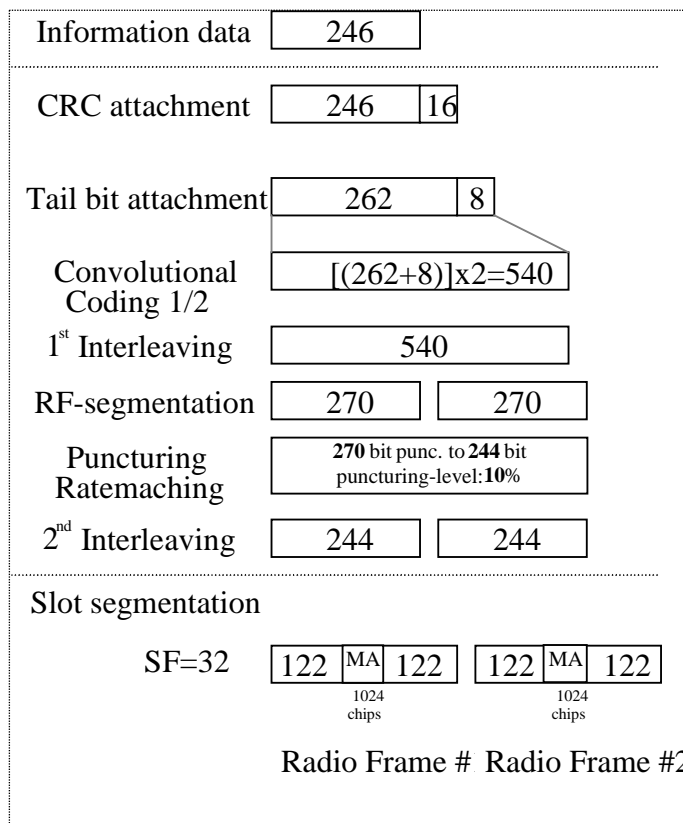 Information data 246
CRC attachment 246 16
Tail bit attachment 262 8
Convolutional [(262+8)]x2=540
Coding 1/2
1st Interleaving 540
RF-segmentation 270 270
Puncturing 270 bit punc. to 244 bit
Ratemaching puncturing-level:10%
2nd Interleaving 244 244
Slot segmentation
SF=32 122 MA 122 122 MA 122
1024 1024
chips chips
Radio Frame # Radio Frame #2